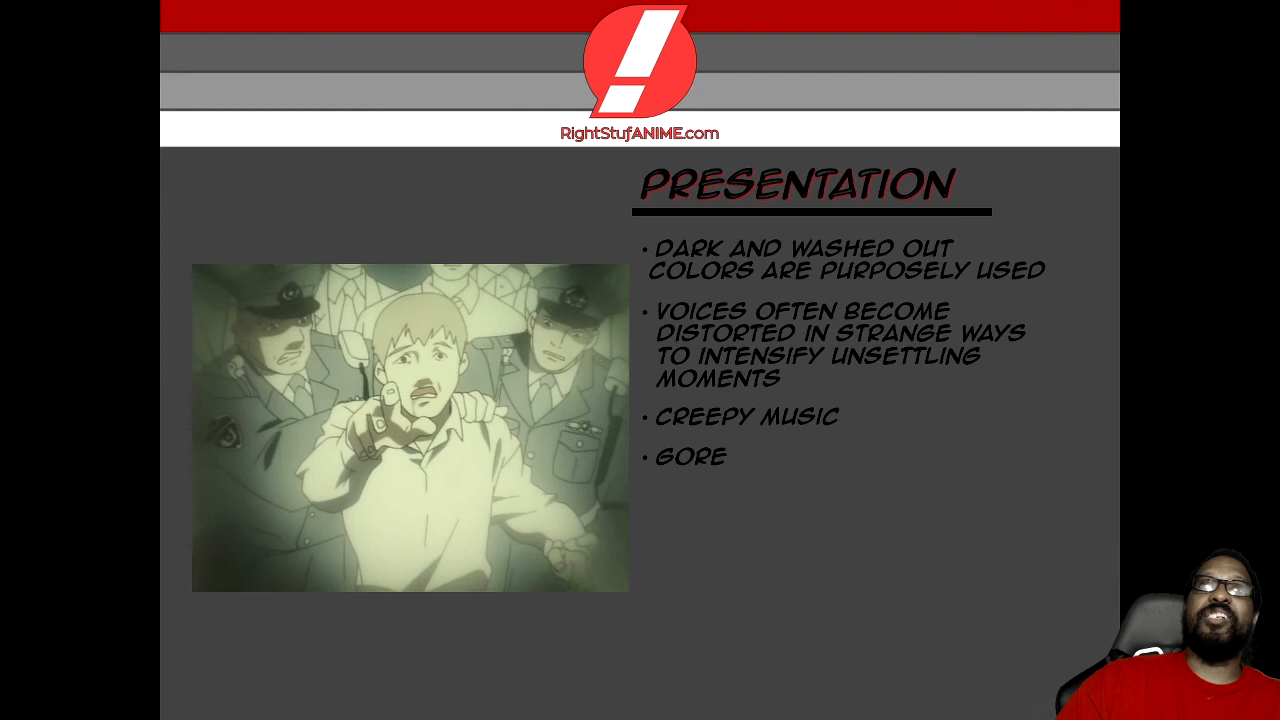 RightStufANIME.com
PRESENTATION
• DARK AND WASHED OUT
COLORS ARE PURPOSELY USED
• VOICES OFTEN BECOME
DISTORTED IN STRANGE WAYS
TO INTENSIFY UNSETTLING
MOMENTS
• CREEPY MUSIC
• GORE